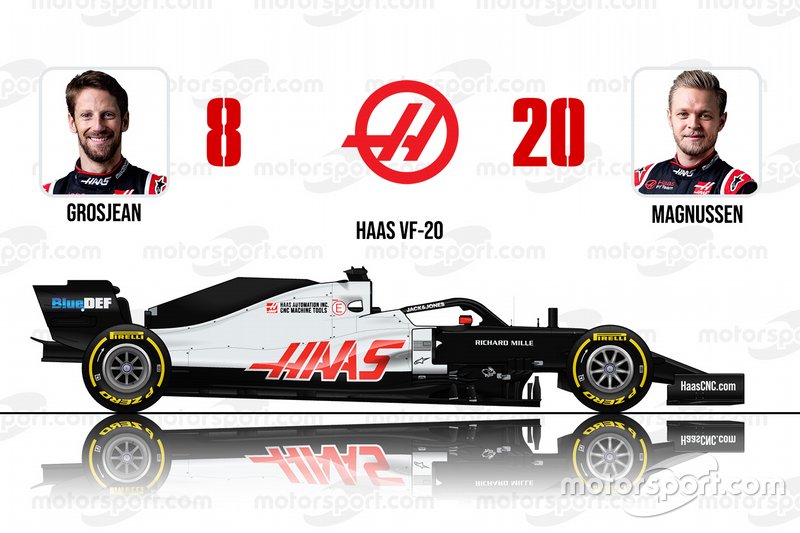 8
20
GROSJEAN
MAGNUSSEN
HAAS VF-20
BlueDEF
HAAS AUTOMATION INC.
CNC MACHINE TOOLS
E
JACK&JONES
HAAS
RICHARD MILLE
HaasCNC.com
PIRELLI
P ZERO
PIRELLI
P ZERO
motorsport.com